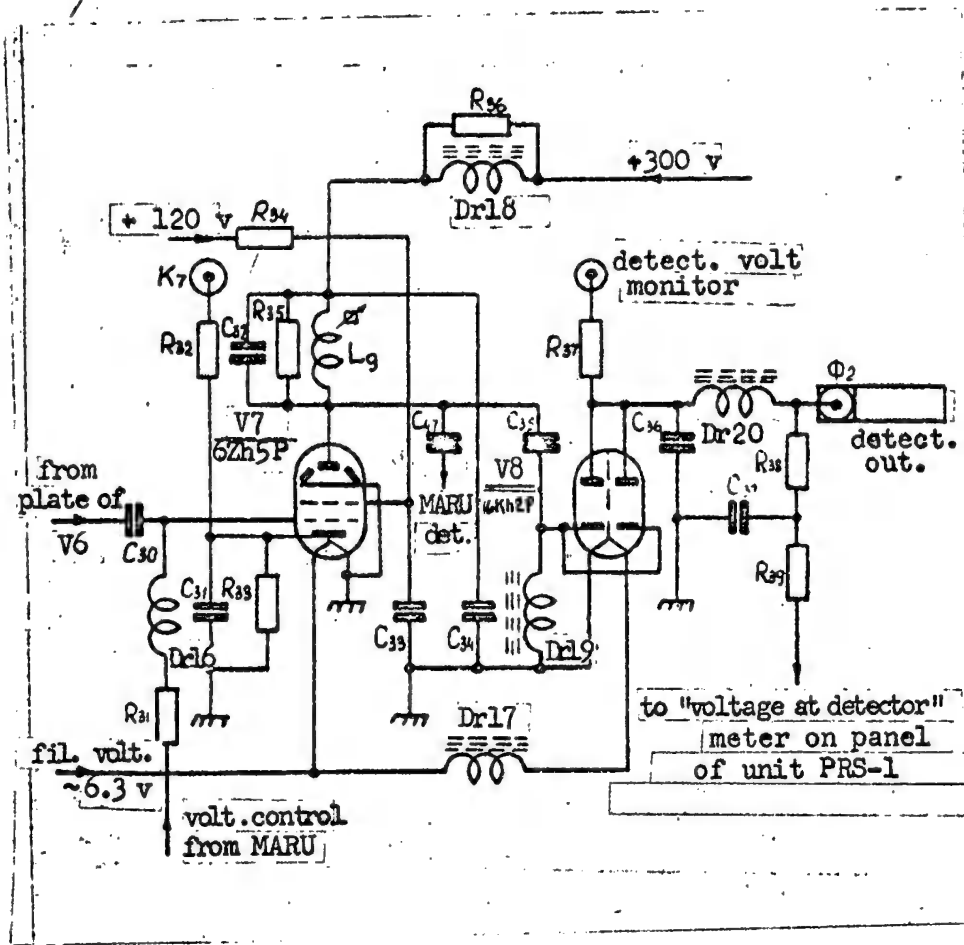 R36
+300 v
Dr18
+ 120 v
R34
K7
detect. volt
monitor
R32
C32
R35
L9
R37
Φ2
V7
6Zh5P
C47
C35
C36
Dr20
detect.
out.
from
plate of
V6
C30
MARU
det.
V8
R38
C37
R39
C31
R33
Dr16
C33
C34
Dr19
R31
Dr17
to "voltage at detector"
meter on panel
of unit PRS-1
fil. volt.
~6.3 v
volt.control
from MARU